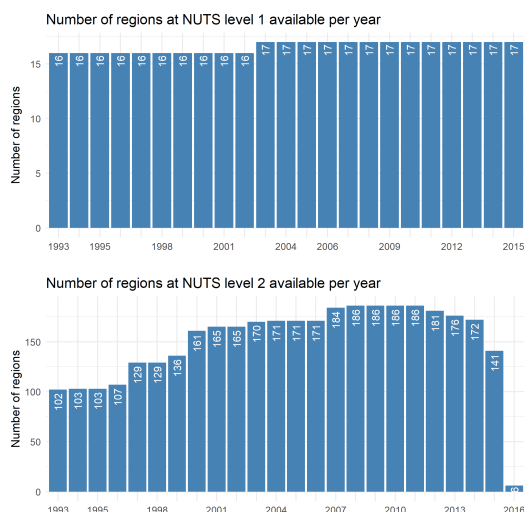 Number of regions at NUTS level 1 available per year
Number of regions
15
10
5
0
16 16 16 16 16 16 16 16 16 16 17 17 17 17 17 17 17 17 17 17 17 17 17
1993 1995 1998 2001 2004 2006 2009 2012 2015
Number of regions at NUTS level 2 available per year
Number of regions
150
100
50
0
102 103 103 107 129 129 136 161 165 165 170 171 171 171 184 186 186 186 186 181 176 172 141 6
1993 1995 1998 2001 2004 2007 2010 2013 2016